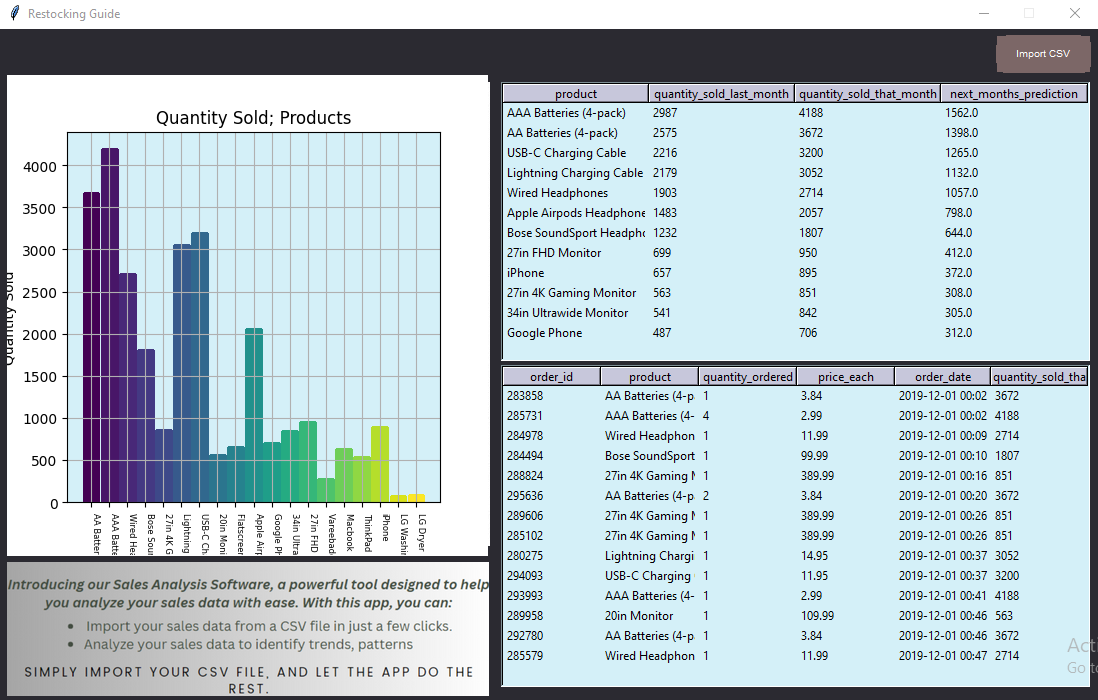 Restocking Guide
Import CSV
Quantity Sold; Products
Quantity Sold
4000
3500
3000
2500
2000
1500
1000
500
0
AA Batter
AAA Batte
Wired Hea
Bose Sour
27in 4K G
Lightning
USB-C Ch
20in Moni
Flatscreen
Apple Airp
Google Ph
34in Ultra
27in FHD
Vareebad
Macbook
ThinkPad
iPhone
LG Washin
LG Dryer
Introducing our Sales Analysis Software, a powerful tool designed to help
you analyze your sales data with ease. With this app, you can:
• Import your sales data from a CSV file in just a few clicks.
• Analyze your sales data to identify trends, patterns
SIMPLY IMPORT YOUR CSV FILE, AND LET THE APP DO THE
REST.
product quantity_sold_last_month quantity_sold_that_month next_months_prediction
AAA Batteries (4-pack) 2987 4188 1562.0
AA Batteries (4-pack) 2575 3672 1398.0
USB-C Charging Cable 2216 3200 1265.0
Lightning Charging Cable 2179 3052 1132.0
Wired Headphones 1903 2714 1057.0
Apple Airpods Headphone 1483 2057 798.0
Bose SoundSport Headpho 1232 1807 644.0
27in FHD Monitor 699 950 412.0
iPhone 657 895 372.0
27in 4K Gaming Monitor 563 851 308.0
34in Ultrawide Monitor 541 842 305.0
Google Phone 487 706 312.0
order_id product quantity_ordered price_each order_date quantity_sold_tha
283858 AA Batteries (4-p 1 3.84 2019-12-01 00:02 3672
285731 AAA Batteries (4- 4 2.99 2019-12-01 00:02 4188
284978 Wired Headphon 1 11.99 2019-12-01 00:09 2714
284494 Bose SoundSport 1 99.99 2019-12-01 00:10 1807
288824 27in 4K Gaming M 1 389.99 2019-12-01 00:16 851
295636 AA Batteries (4-p 2 3.84 2019-12-01 00:20 3672
289606 27in 4K Gaming M 1 389.99 2019-12-01 00:26 851
285102 27in 4K Gaming M 1 389.99 2019-12-01 00:26 851
280275 Lightning Chargi 1 14.95 2019-12-01 00:37 3052
294093 USB-C Charging 1 11.95 2019-12-01 00:37 3200
293993 AAA Batteries (4- 1 2.99 2019-12-01 00:41 4188
289958 20in Monitor 1 109.99 2019-12-01 00:46 563
292780 AA Batteries (4-p 1 3.84 2019-12-01 00:46 3672
285579 Wired Headphon 1 11.99 2019-12-01 00:47 2714
Acti
Go to